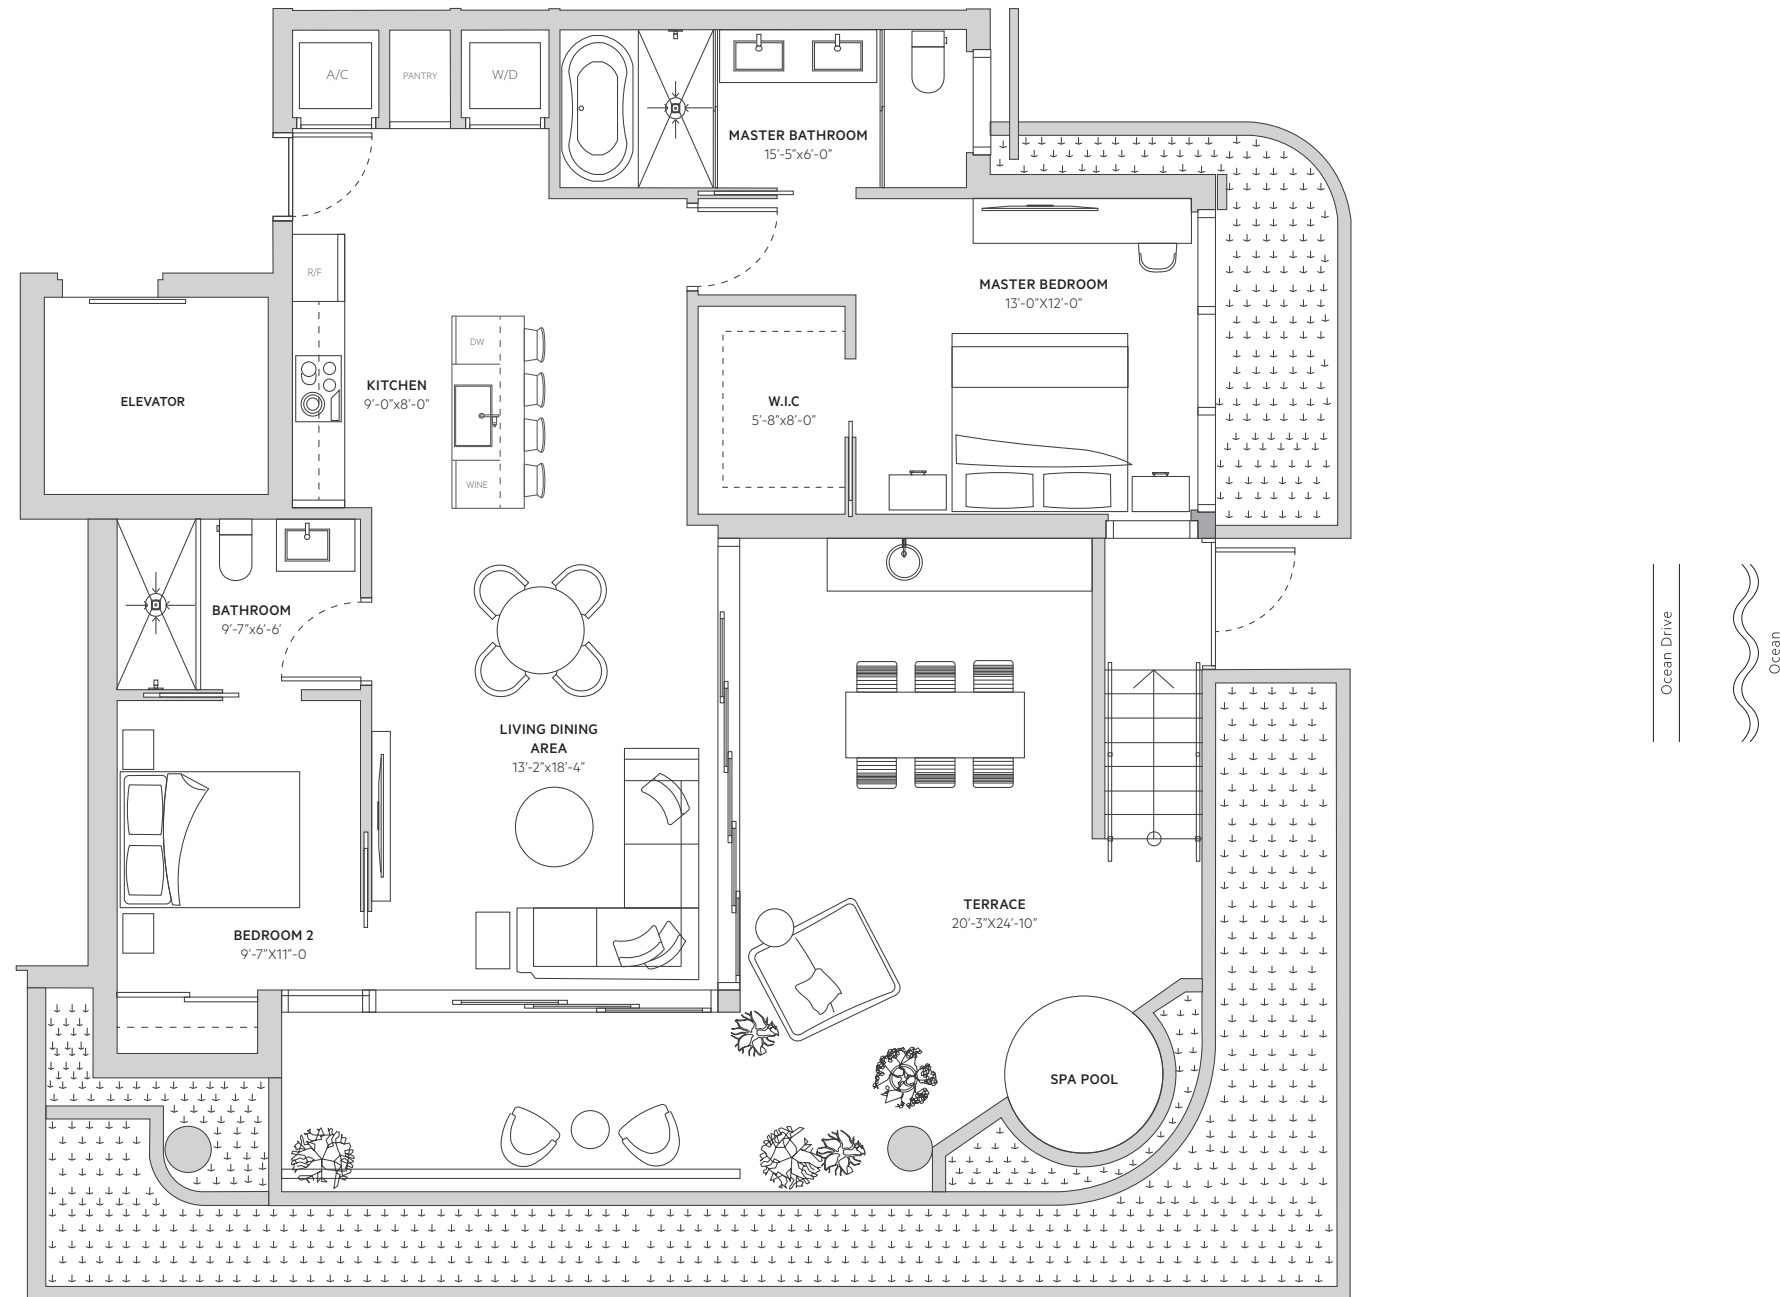 A/C
PANTRY
W/D
MASTER BATHROOM
15'-5"x6'-0"
R/F
MASTER BEDROOM
13'-0"X12'-0"
DW
ELEVATOR
KITCHEN
9'-0"x8'-0"
W.I.C
5'-8"x8'-0"
WINE
BATHROOM
9'-7"x6'-6'
LIVING DINING
AREA
13'-2"x18'-4"
TERRACE
20'-3"X24'-10"
BEDROOM 2
9'-7"X11"-0
SPA POOL
Ocean Drive
Ocean